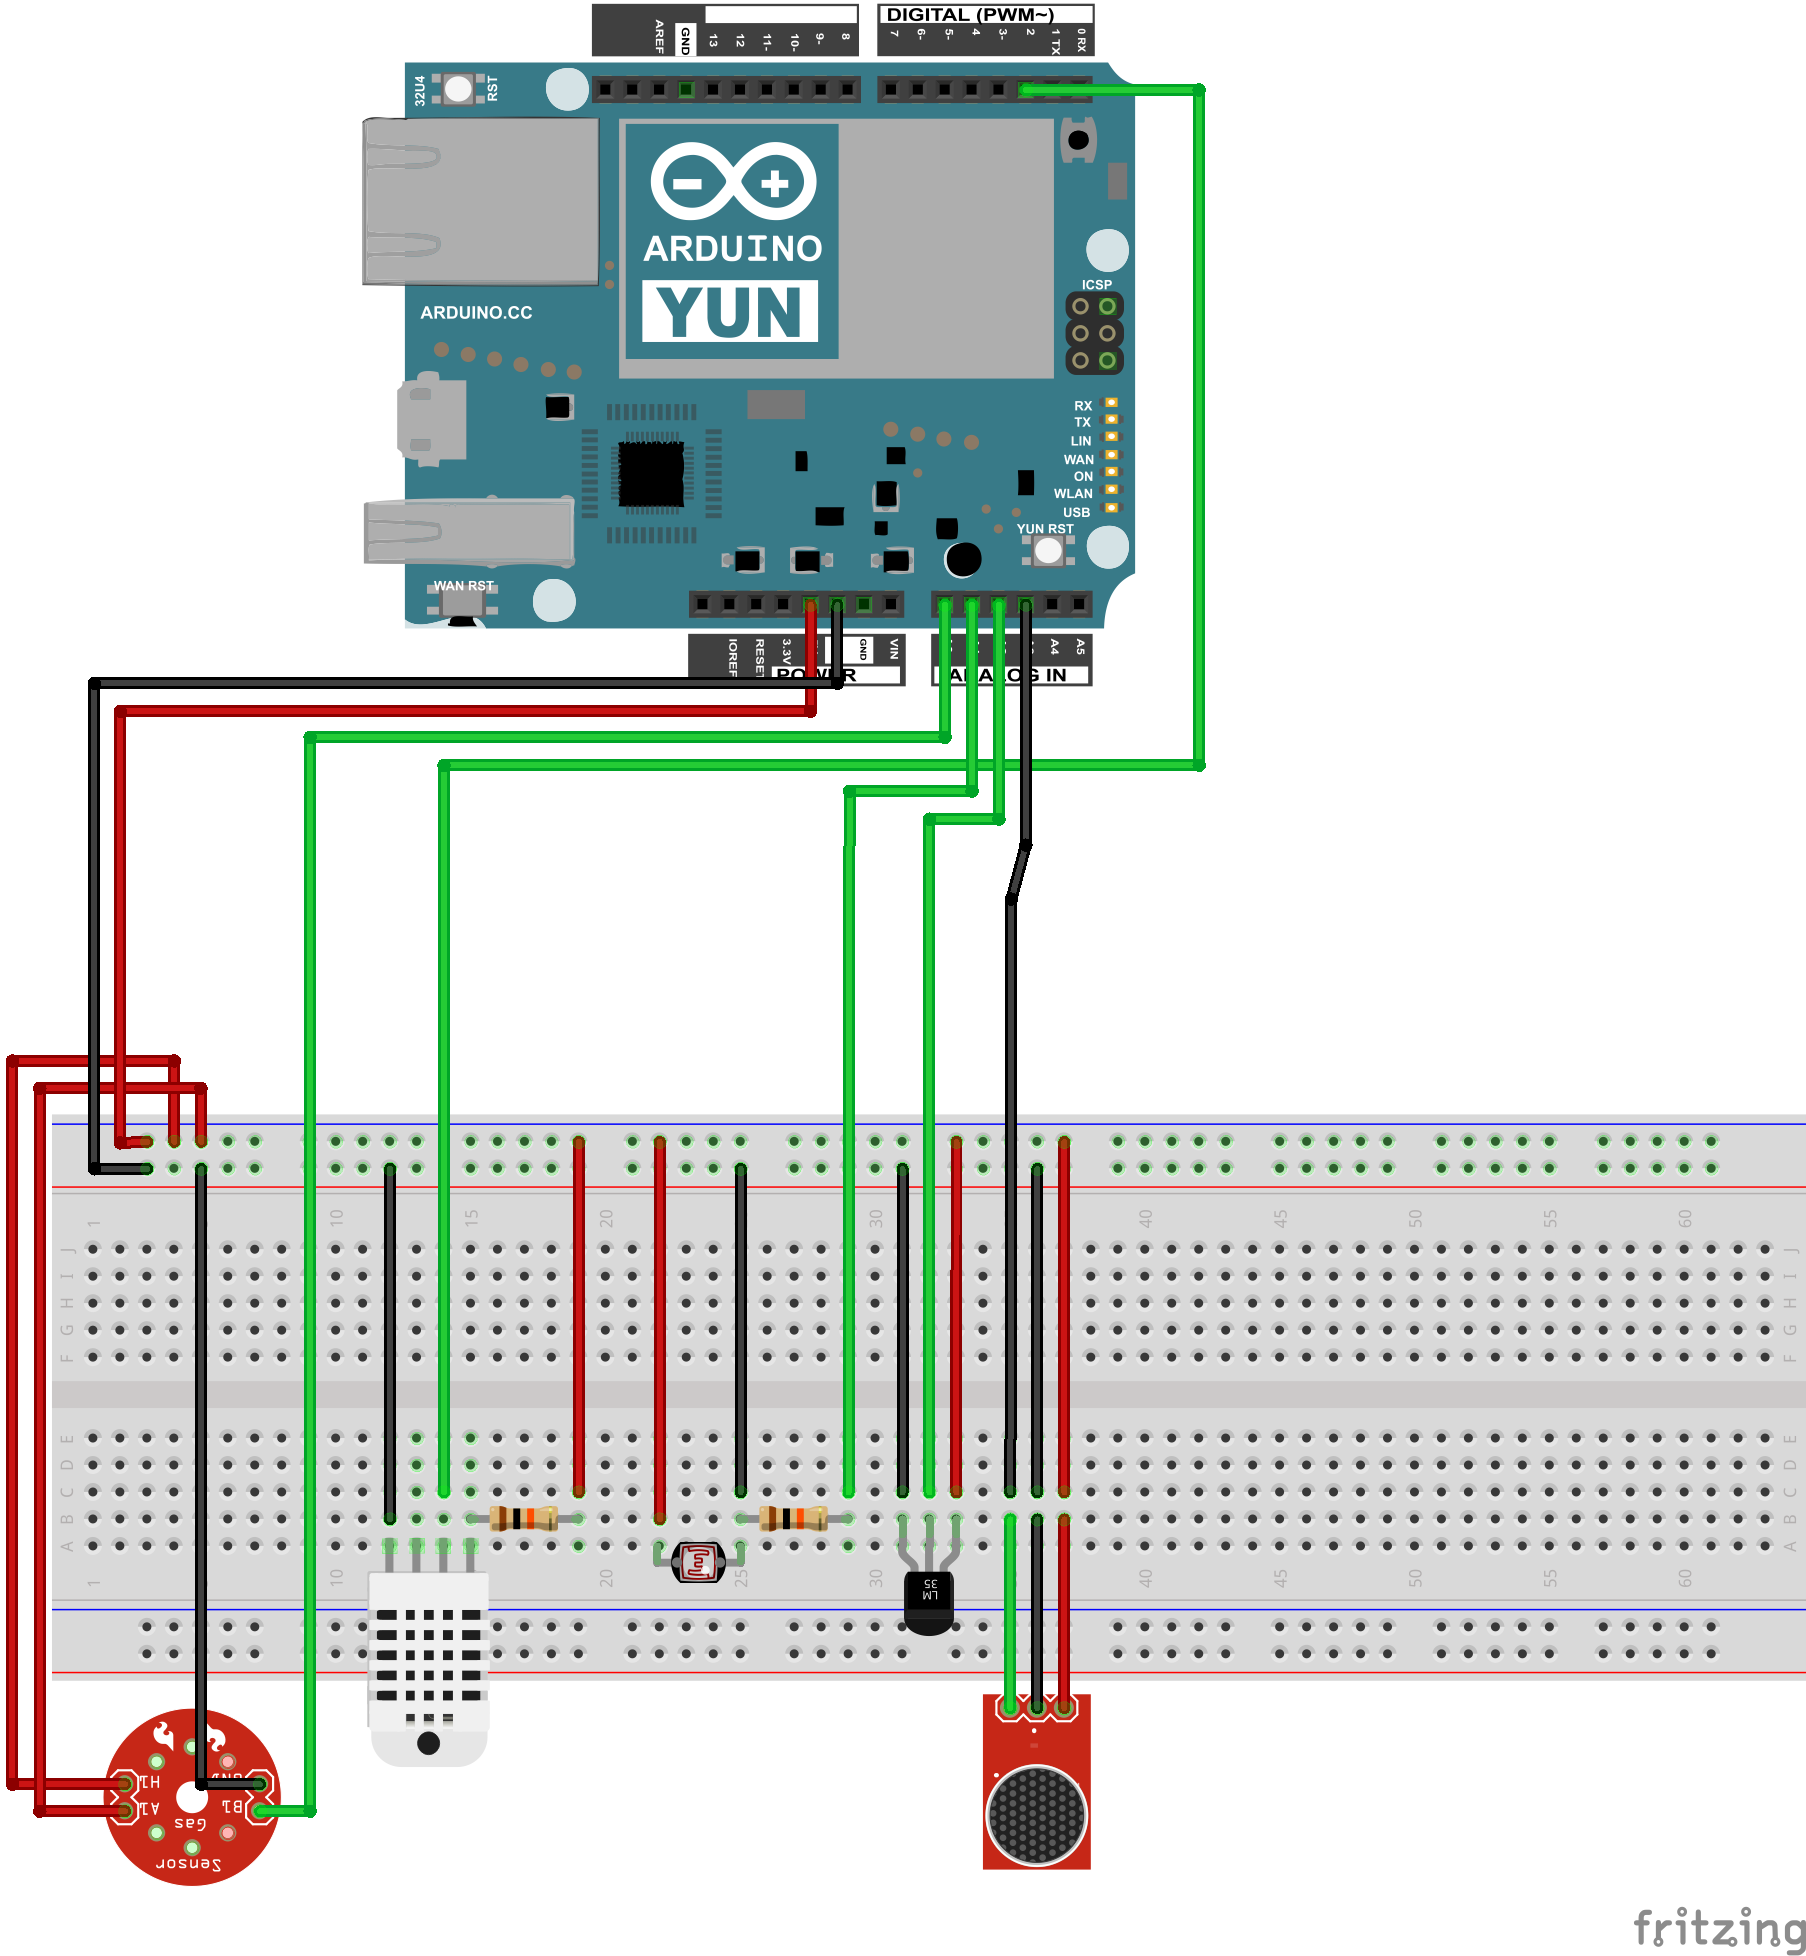 DIGITAL (PWM~)
AREF
GND
13
12
11~
10~
9~
8
7
6~
5~
4
3~
2
1 TX
0 RX
32U4
RST
ARDUINO
YUN
ARDUINO.CC
ICSP
RX
TX
LIN
WAN
ON
WLAN
USB
YUN RST
WAN RST
IOREF
RESET
3.3V
GND
VIN
A4
A5
POWER
ANALOG IN
1 10 15 20 30 40 45 50 55 60
J J
I I
H H
G G
F F
E E
D D
C C
B B
A A
1 10 20 25 30 40 45 50 55 60
LM
35
H1 GND
A1 B1
Gas
Sensor
fritzing